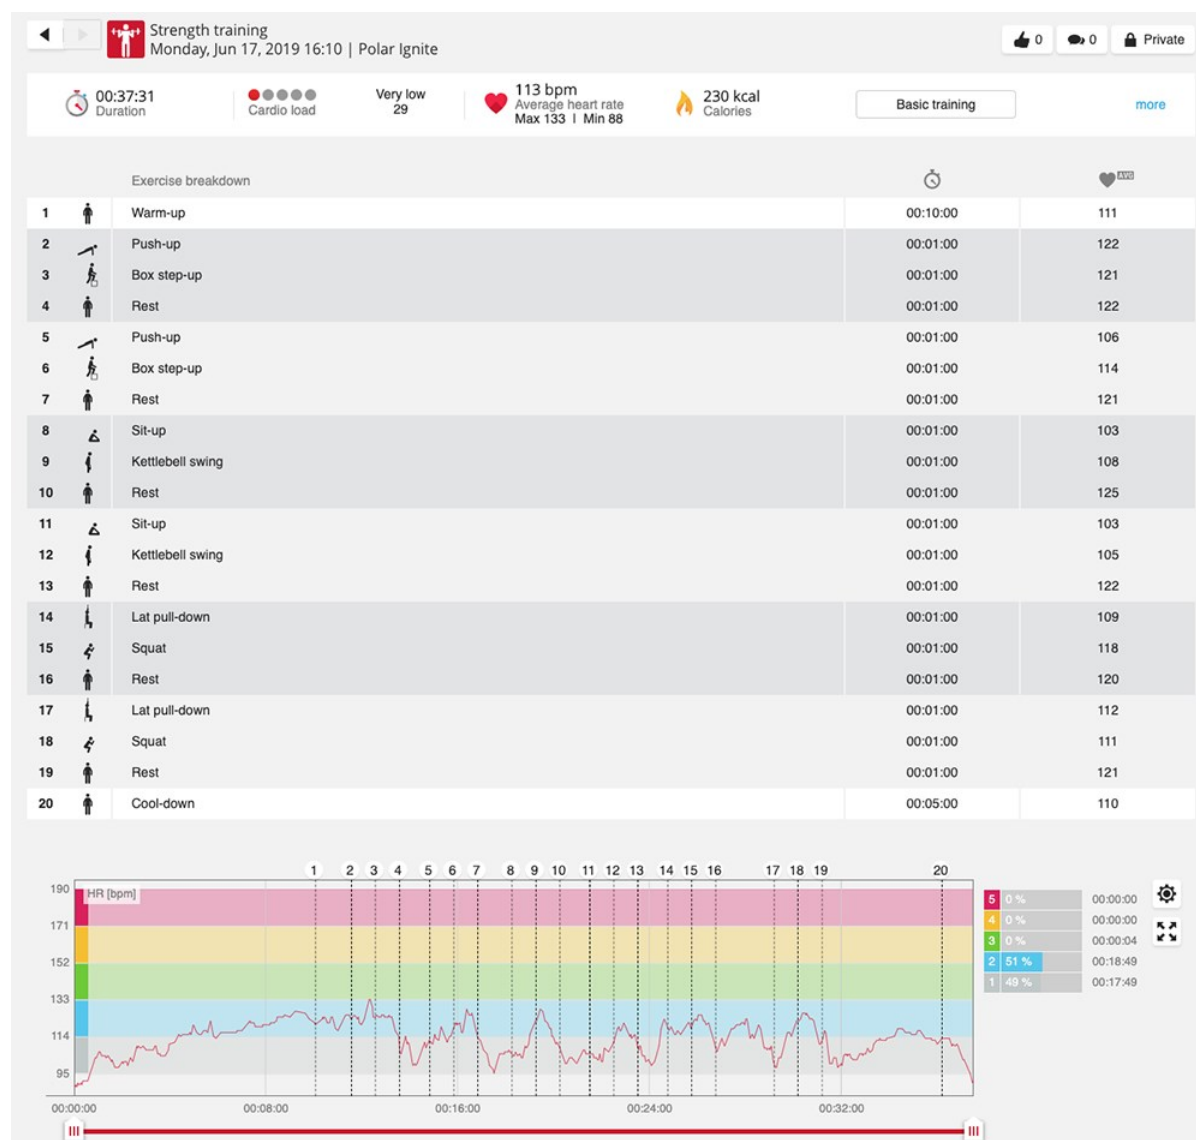 Strength training
Monday, Jun 17, 2019 16:10 | Polar Ignite
0 0 Private
00:37:31
Duration
Cardio load
Very low
29
113 bpm
Average heart rate
Max 133 | Min 88
230 kcal
Calories
Basic training
more
Exercise breakdown AVG
1 Warm-up 00:10:00 111
2 Push-up 00:01:00 122
3 Box step-up 00:01:00 121
4 Rest 00:01:00 122
5 Push-up 00:01:00 106
6 Box step-up 00:01:00 114
7 Rest 00:01:00 121
8 Sit-up 00:01:00 103
9 Kettlebell swing 00:01:00 108
10 Rest 00:01:00 125
11 Sit-up 00:01:00 103
12 Kettlebell swing 00:01:00 105
13 Rest 00:01:00 122
14 Lat pull-down 00:01:00 109
15 Squat 00:01:00 118
16 Rest 00:01:00 120
17 Lat pull-down 00:01:00 112
18 Squat 00:01:00 111
19 Rest 00:01:00 121
20 Cool-down 00:05:00 110
1 2 3 4 5 6 7 8 9 10 11 12 13 14 15 16 17 18 19 20
HR [bpm]
190
171
152
133
114
95
00:00:00 00:08:00 00:16:00 00:24:00 00:32:00
5 0 % 00:00:00
4 0 % 00:00:00
3 0 % 00:00:04
2 51 % 00:18:49
1 49 % 00:17:49